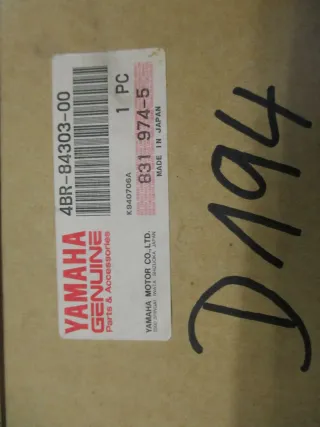 4BR-84303-00
1 PC
YAMAHA
GENUINE
Parts & Accessories
K940706A
831 974-5
MADE IN JAPAN
YAMAHA MOTOR CO.,LTD.
D194